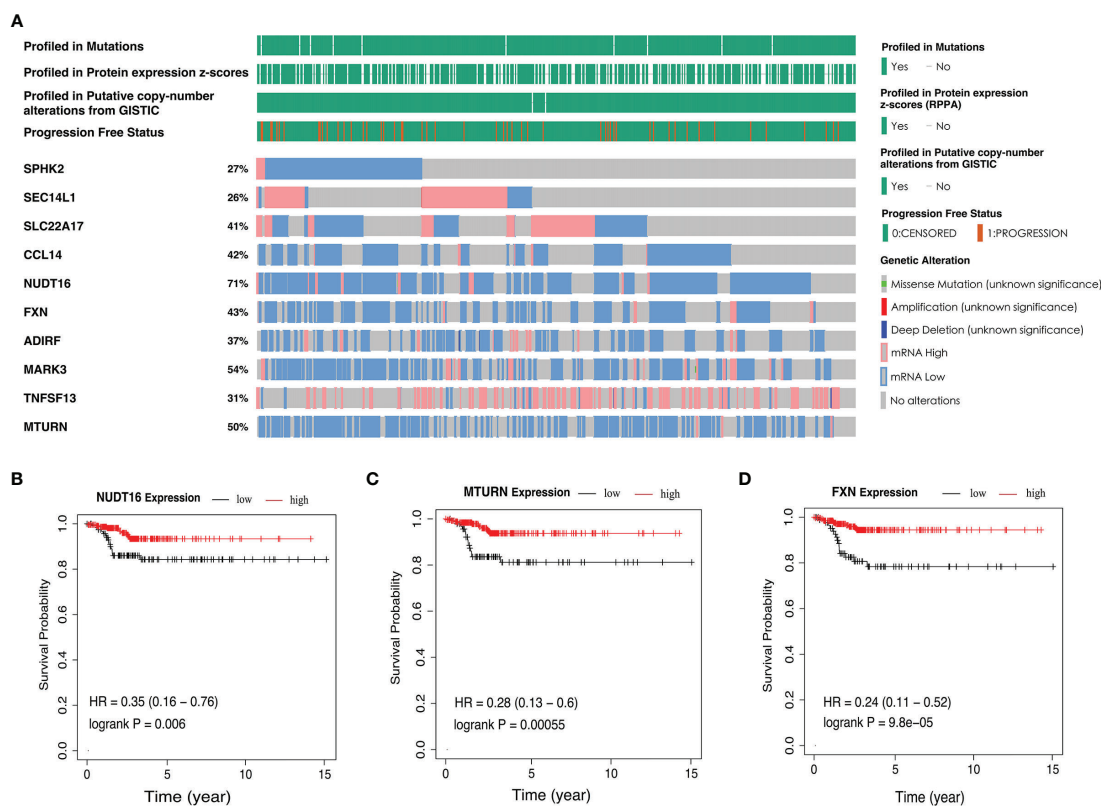 A
Profiled in Mutations
Profiled in Protein expression z-scores
Profiled in Putative copy-number
alterations from GISTIC
Progression Free Status
SPHK2 27%
SEC14L1 26%
SLC22A17 41%
CCL14 42%
NUDT16 71%
FXN 43%
ADIRF 37%
MARK3 54%
TNFSF13 31%
MTURN 50%
Profiled in Mutations
Yes – No
Profiled in Protein expression
z-scores (RPPA)
Yes – No
Profiled in Putative copy-number
alterations from GISTIC
Yes – No
Progression Free Status
0:CENSORED 1:PROGRESSION
Genetic Alteration
Missense Mutation (unknown significance)
Amplification (unknown significance)
Deep Deletion (unknown significance)
mRNA High
mRNA Low
No alterations
B
NUDT16 Expression — low — high
Survival Probability
1.0
0.8
0.6
0.4
0.2
0.0
HR = 0.35 (0.16 − 0.76)
logrank P = 0.006
0 5 10 15
Time (year)
C
MTURN Expression — low — high
Survival Probability
1.0
0.8
0.6
0.4
0.2
0.0
HR = 0.28 (0.13 − 0.6)
logrank P = 0.00055
0 5 10 15
Time (year)
D
FXN Expression — low — high
Survival Probability
1.0
0.8
0.6
0.4
0.2
0.0
HR = 0.24 (0.11 − 0.52)
logrank P = 9.8e−05
0 5 10 15
Time (year)